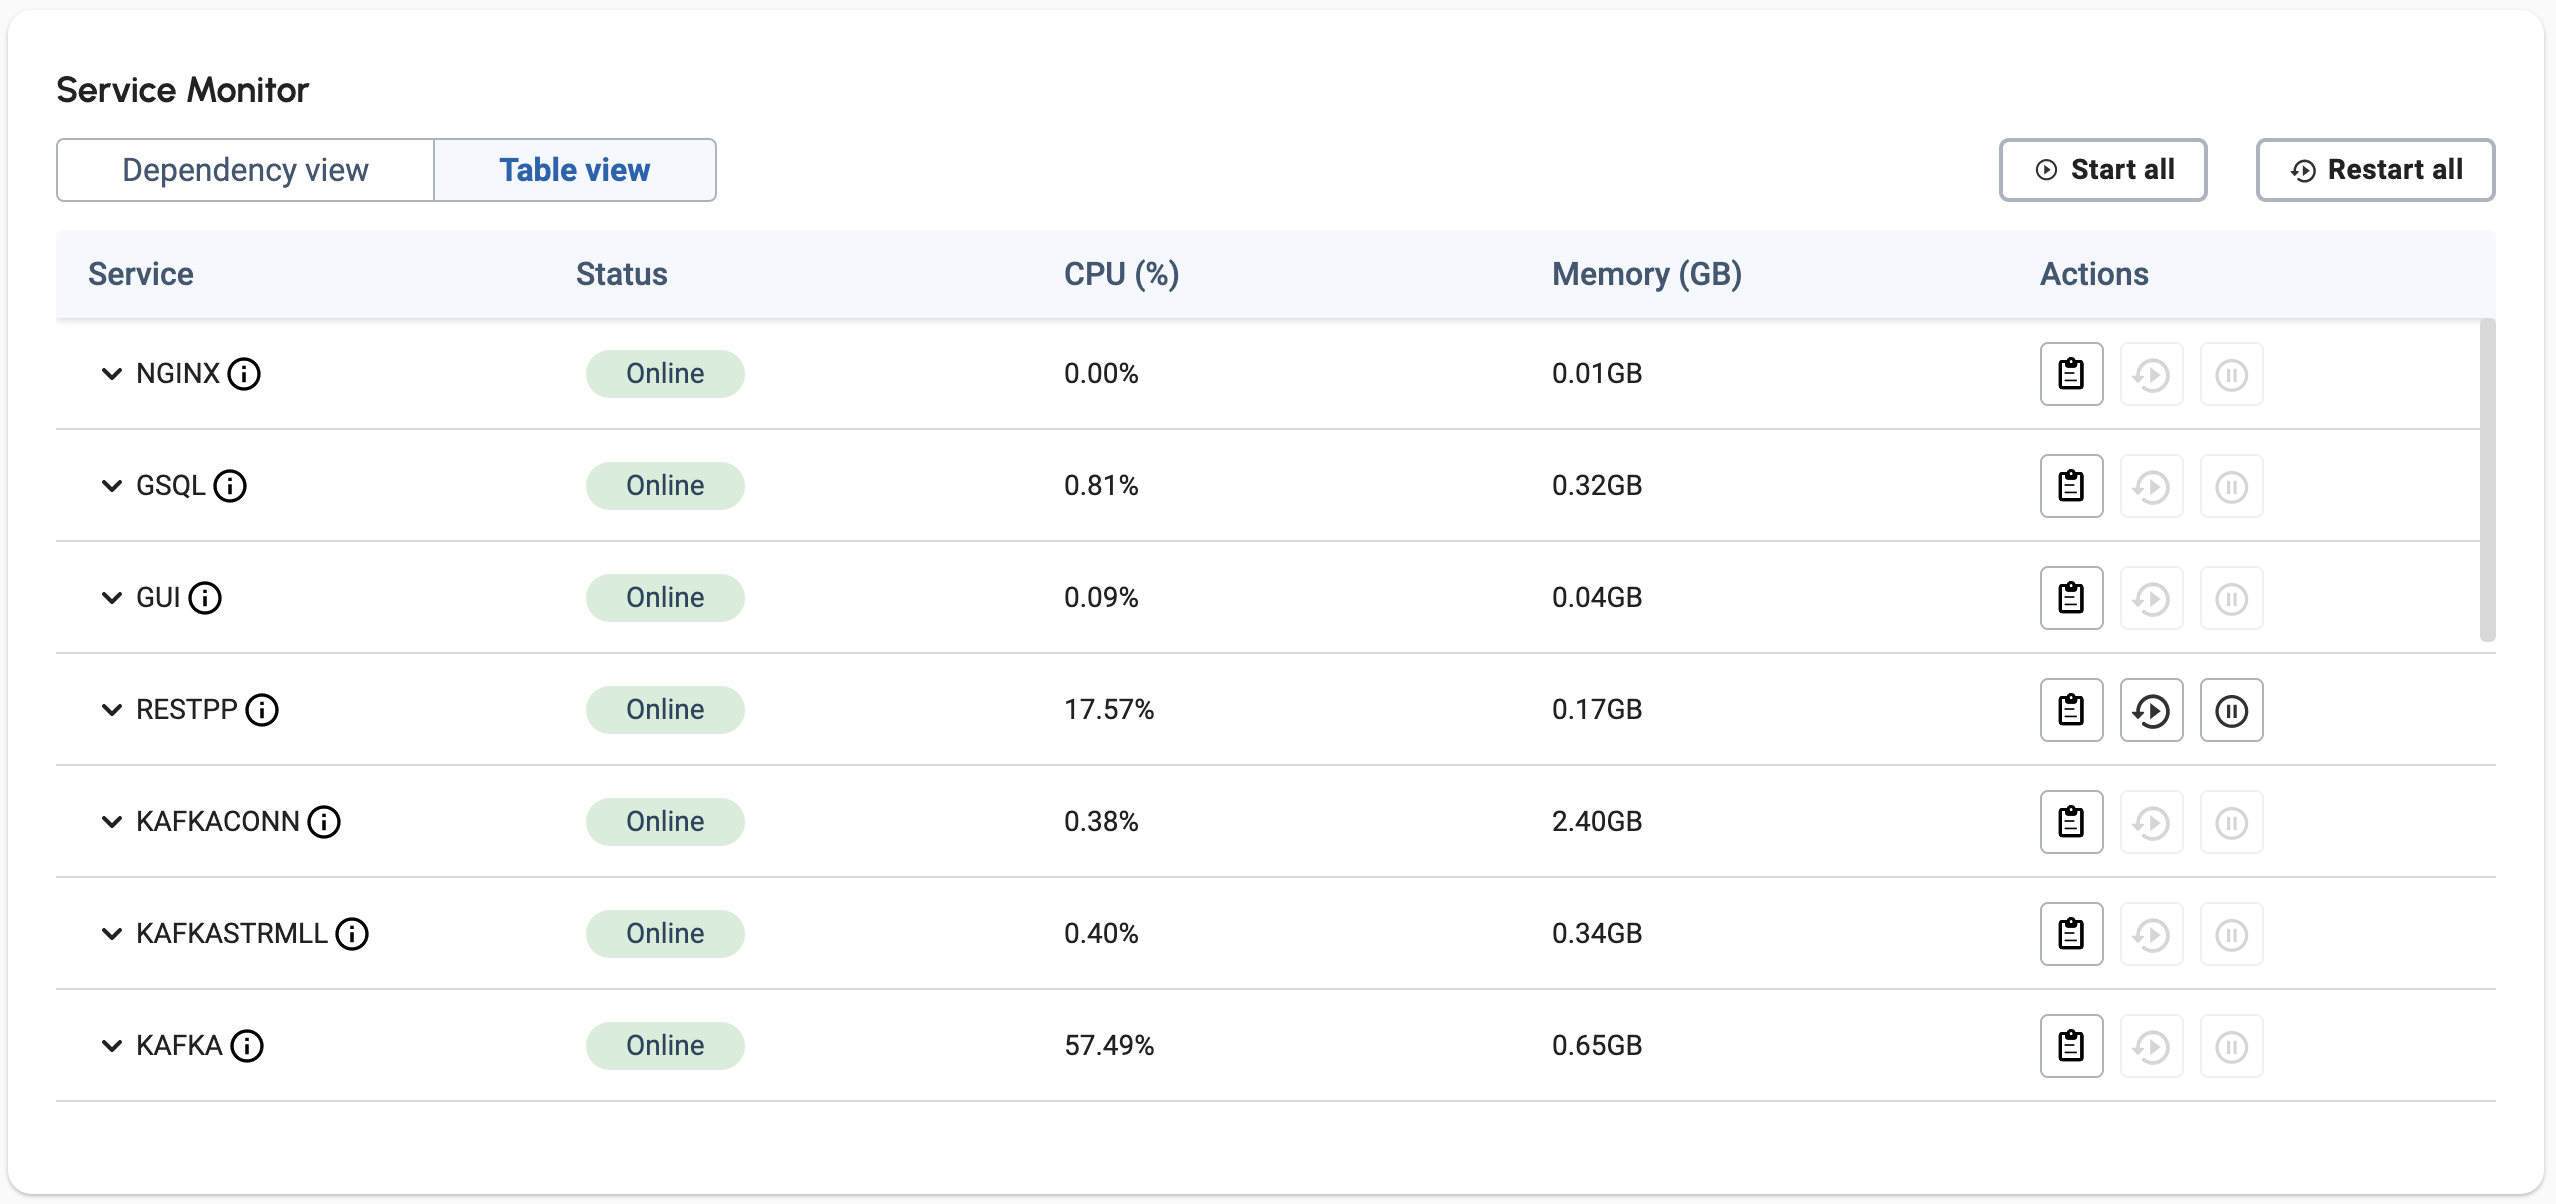 Service Monitor
Dependency view Table view Start all Restart all
Service Status CPU (%) Memory (GB) Actions
NGINX Online 0.00% 0.01GB
GSQL Online 0.81% 0.32GB
GUI Online 0.09% 0.04GB
RESTPP Online 17.57% 0.17GB
KAFKACONN Online 0.38% 2.40GB
KAFKASTRMLL Online 0.40% 0.34GB
KAFKA Online 57.49% 0.65GB